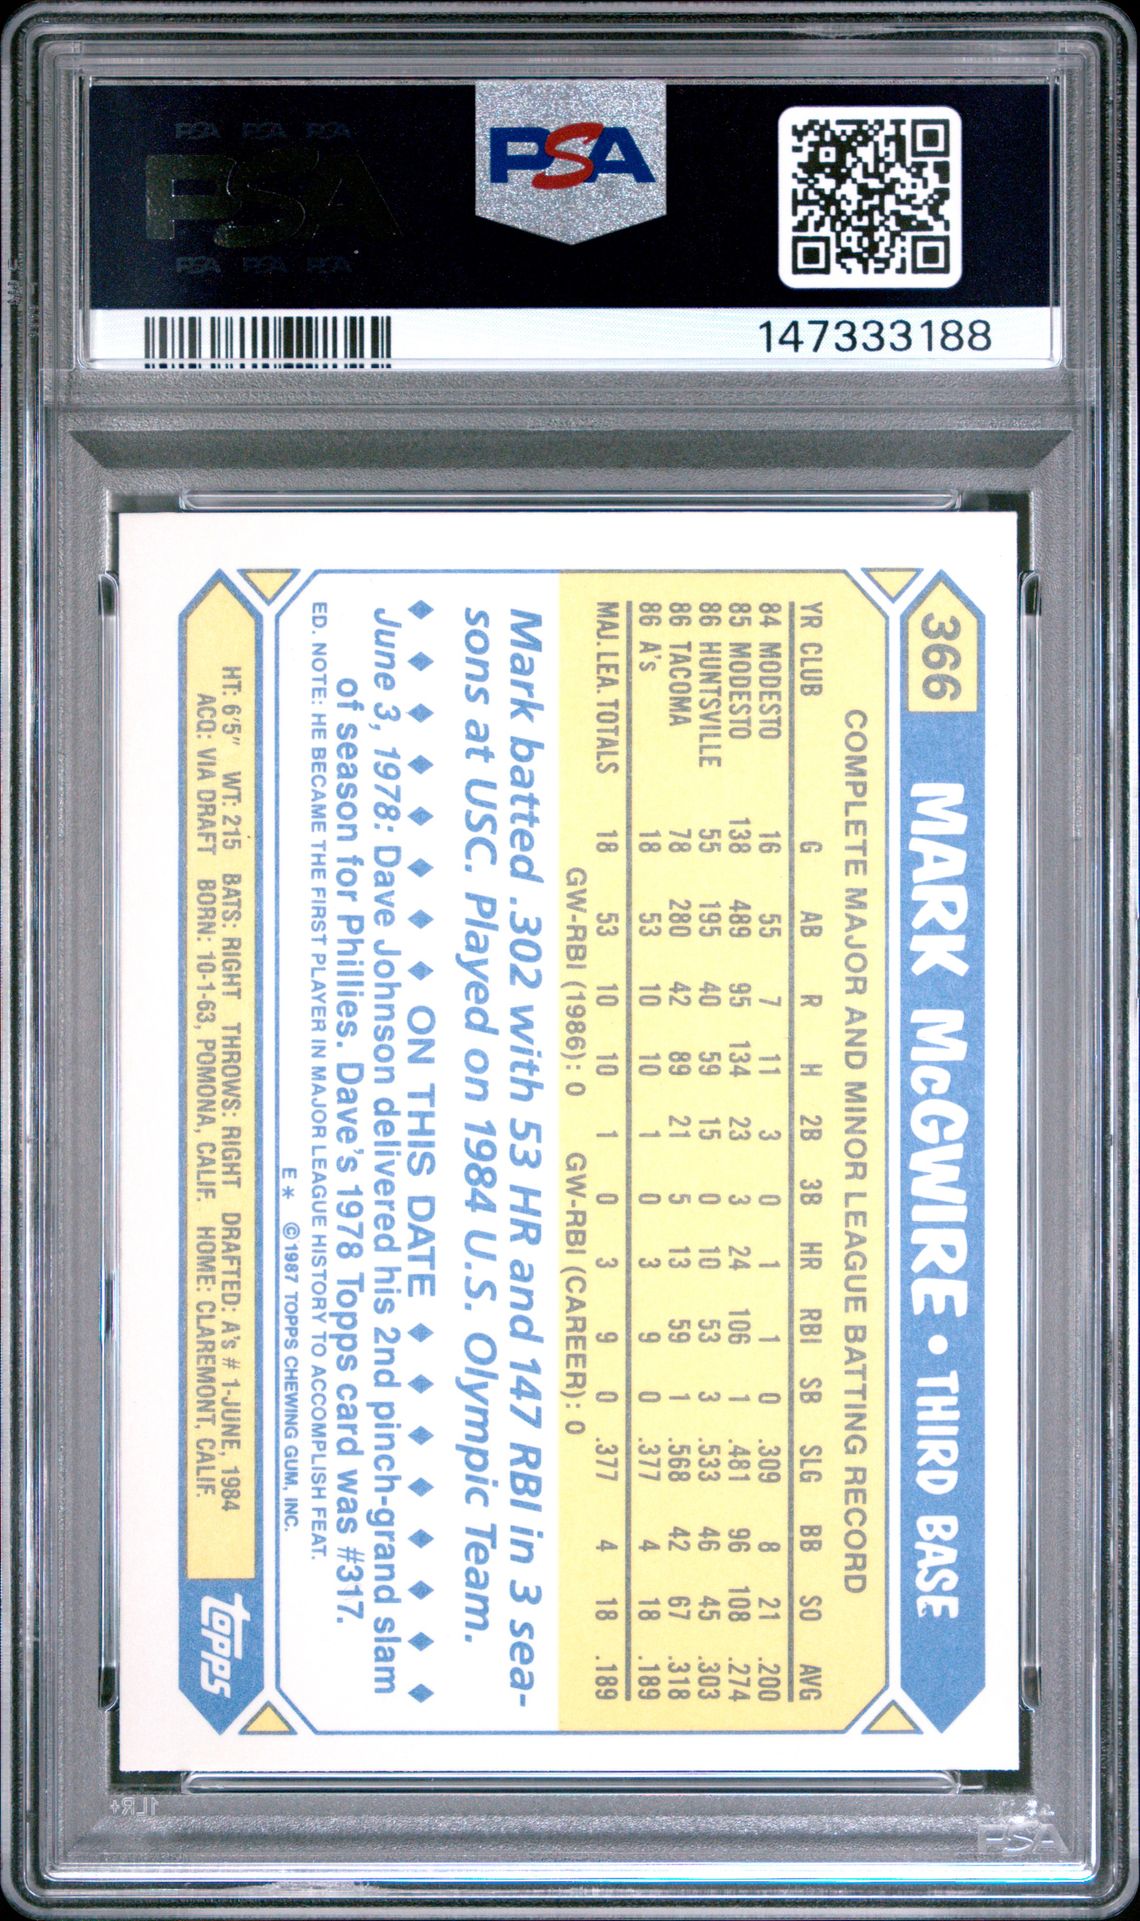 PSA PSA PSA
PSA
PSA PSA PSA
PSA
147333188
366 MARK McGWIRE • THIRD BASE
COMPLETE MAJOR AND MINOR LEAGUE BATTING RECORD
YR CLUB G AB R H 2B 3B HR RBI SB SLG BB SO AVG
84 MODESTO 16 55 7 11 3 0 1 1 0 .309 8 21 .200
85 MODESTO 138 489 95 134 23 3 24 106 1 .481 96 108 .274
86 HUNTSVILLE 55 195 40 59 15 0 10 53 3 .533 46 45 .303
86 TACOMA 78 280 42 89 21 5 13 59 1 .568 42 67 .318
86 A's 18 53 10 10 1 0 3 9 0 .377 4 18 .189
MAJ. LEA. TOTALS 18 53 10 10 1 0 3 9 0 .377 4 18 .189
GW-RBI (1986): 0 GW-RBI (CAREER): 0
Mark batted .302 with 53 HR and 147 RBI in 3 sea-
sons at USC. Played on 1984 U.S. Olympic Team.
ON THIS DATE
June 3, 1978: Dave Johnson delivered his 2nd pinch-grand slam
of season for Phillies. Dave's 1978 Topps card was #317.
ED. NOTE: HE BECAME THE FIRST PLAYER IN MAJOR LEAGUE HISTORY TO ACCOMPLISH FEAT.
E* © 1987 TOPPS CHEWING GUM, INC.
HT: 6'5" WT: 215 BATS: RIGHT THROWS: RIGHT DRAFTED: A's # 1-JUNE, 1984
ACQ: VIA DRAFT BORN: 10-1-63, POMONA, CALIF. HOME: CLAREMONT, CALIF.
topps
1LR+
PSA